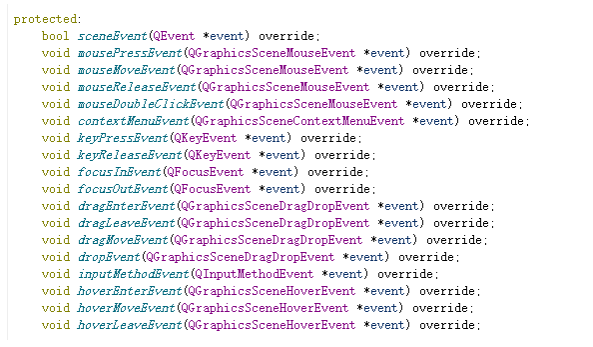 protected:
bool sceneEvent(QEvent *event) override;
void mousePressEvent(QGraphicsSceneMouseEvent *event) override;
void mouseMoveEvent(QGraphicsSceneMouseEvent *event) override;
void mouseReleaseEvent(QGraphicsSceneMouseEvent *event) override;
void mouseDoubleClickEvent(QGraphicsSceneMouseEvent *event) override;
void contextMenuEvent(QGraphicsSceneContextMenuEvent *event) override;
void keyPressEvent(QKeyEvent *event) override;
void keyReleaseEvent(QKeyEvent *event) override;
void focusInEvent(QFocusEvent *event) override;
void focusOutEvent(QFocusEvent *event) override;
void dragEnterEvent(QGraphicsSceneDragDropEvent *event) override;
void dragLeaveEvent(QGraphicsSceneDragDropEvent *event) override;
void dragMoveEvent(QGraphicsSceneDragDropEvent *event) override;
void dropEvent(QGraphicsSceneDragDropEvent *event) override;
void inputMethodEvent(QInputMethodEvent *event) override;
void hoverEnterEvent(QGraphicsSceneHoverEvent *event) override;
void hoverMoveEvent(QGraphicsSceneHoverEvent *event) override;
void hoverLeaveEvent(QGraphicsSceneHoverEvent *event) override;